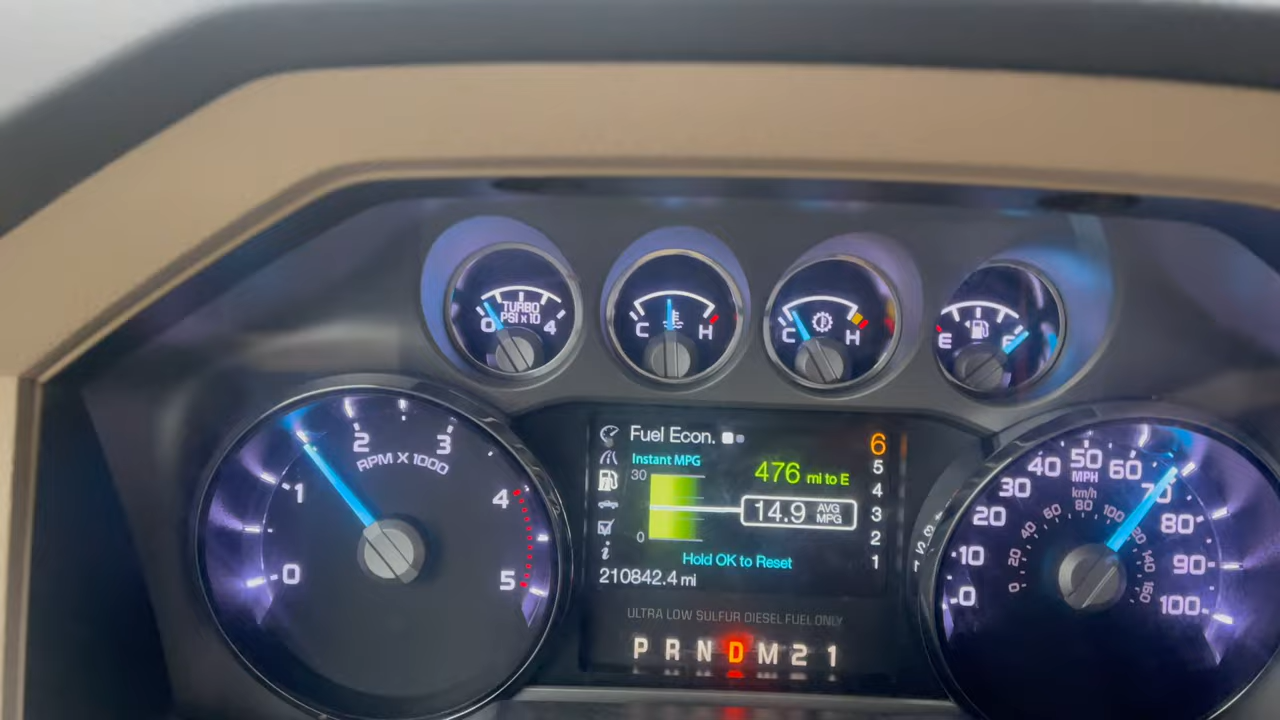 TURBO
PSI x 10
0 4
C H
C H
E F
2 3
RPM X 1000
1 4
0 5
Fuel Econ.
Instant MPG
30
0
476 mi to E
14.9 AVG MPG
Hold OK to Reset
210842.4 mi
6
5
4
3
2
1
ULTRA LOW SULFUR DIESEL FUEL ONLY
P R N D M 2 1
0 10 20 30 40 50 60 70 80 90 100
MPH
km/h
0 20 40 60 80 100 120 140 160